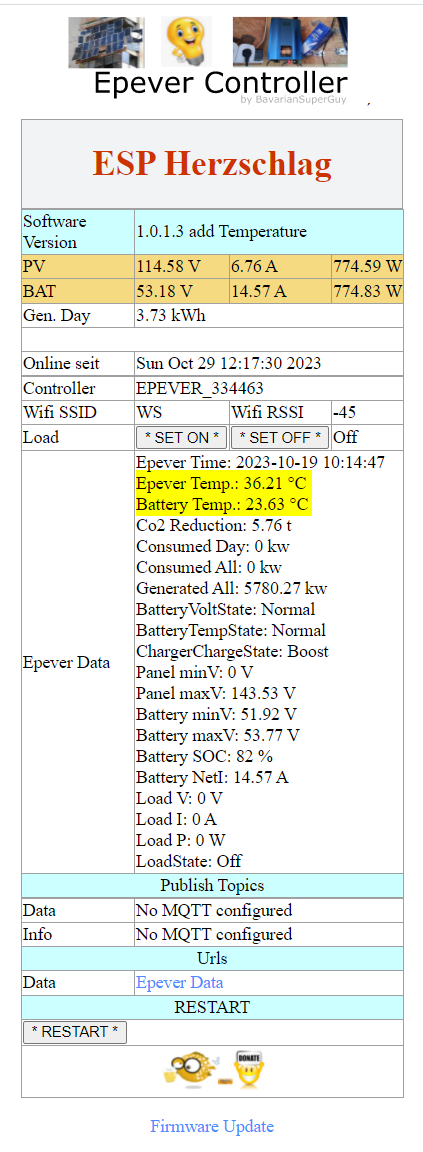 Epever Controller
by BavarianSuperGuy
ESP Herzschlag
Software Version 1.0.1.3 add Temperature
PV 114.58 V 6.76 A 774.59 W
BAT 53.18 V 14.57 A 774.83 W
Gen. Day 3.73 kWh
Online seit Sun Oct 29 12:17:30 2023
Controller EPEVER_334463
Wifi SSID WS Wifi RSSI -45
Load * SET ON * * SET OFF * Off
Epever Data
Epever Time: 2023-10-19 10:14:47
Epever Temp.: 36.21 °C
Battery Temp.: 23.63 °C
Co2 Reduction: 5.76 t
Consumed Day: 0 kw
Consumed All: 0 kw
Generated All: 5780.27 kw
BatteryVoltState: Normal
BatteryTempState: Normal
ChargerChargeState: Boost
Panel minV: 0 V
Panel maxV: 143.53 V
Battery minV: 51.92 V
Battery maxV: 53.77 V
Battery SOC: 82 %
Battery NetI: 14.57 A
Load V: 0 V
Load I: 0 A
Load P: 0 W
LoadState: Off
Publish Topics
Data No MQTT configured
Info No MQTT configured
Urls
Data Epever Data
RESTART
* RESTART *
DONATE
Firmware Update